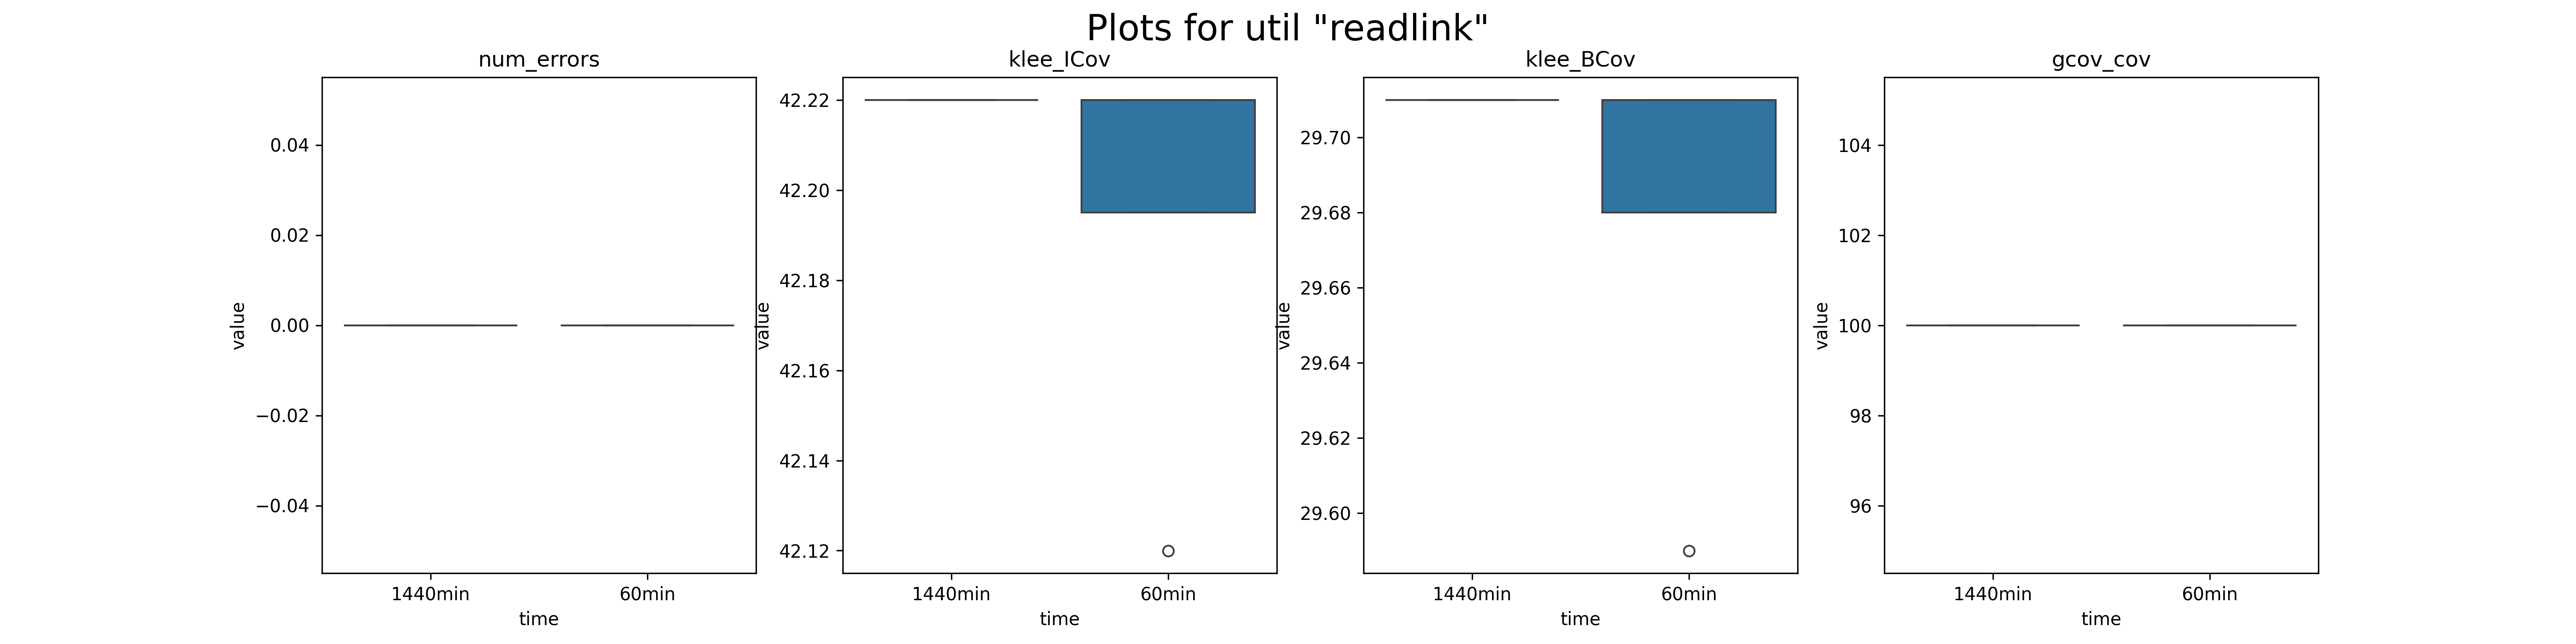 Plots for util "readlink"
num_errors
0.04
0.02
0.00
−0.02
−0.04
value
1440min
60min
time
klee_ICov
42.22
42.20
42.18
42.16
42.14
42.12
value
1440min
60min
time
klee_BCov
29.70
29.68
29.66
29.64
29.62
29.60
value
1440min
60min
time
gcov_cov
104
102
100
98
96
value
1440min
60min
time